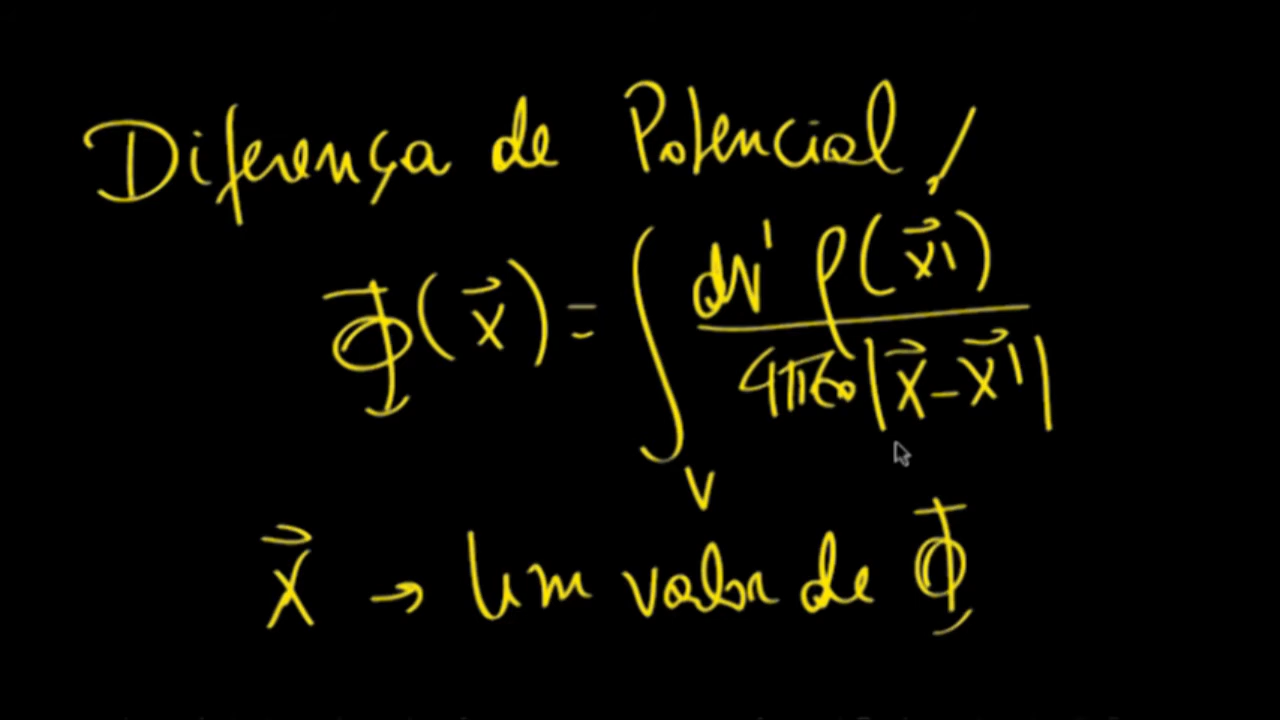 Diferença de Potencial!
Φ(x⃗) = ∫_V dV' ρ(x⃗') / 4πε₀|x⃗ - x⃗'|
x⃗ → Um valor de Φ